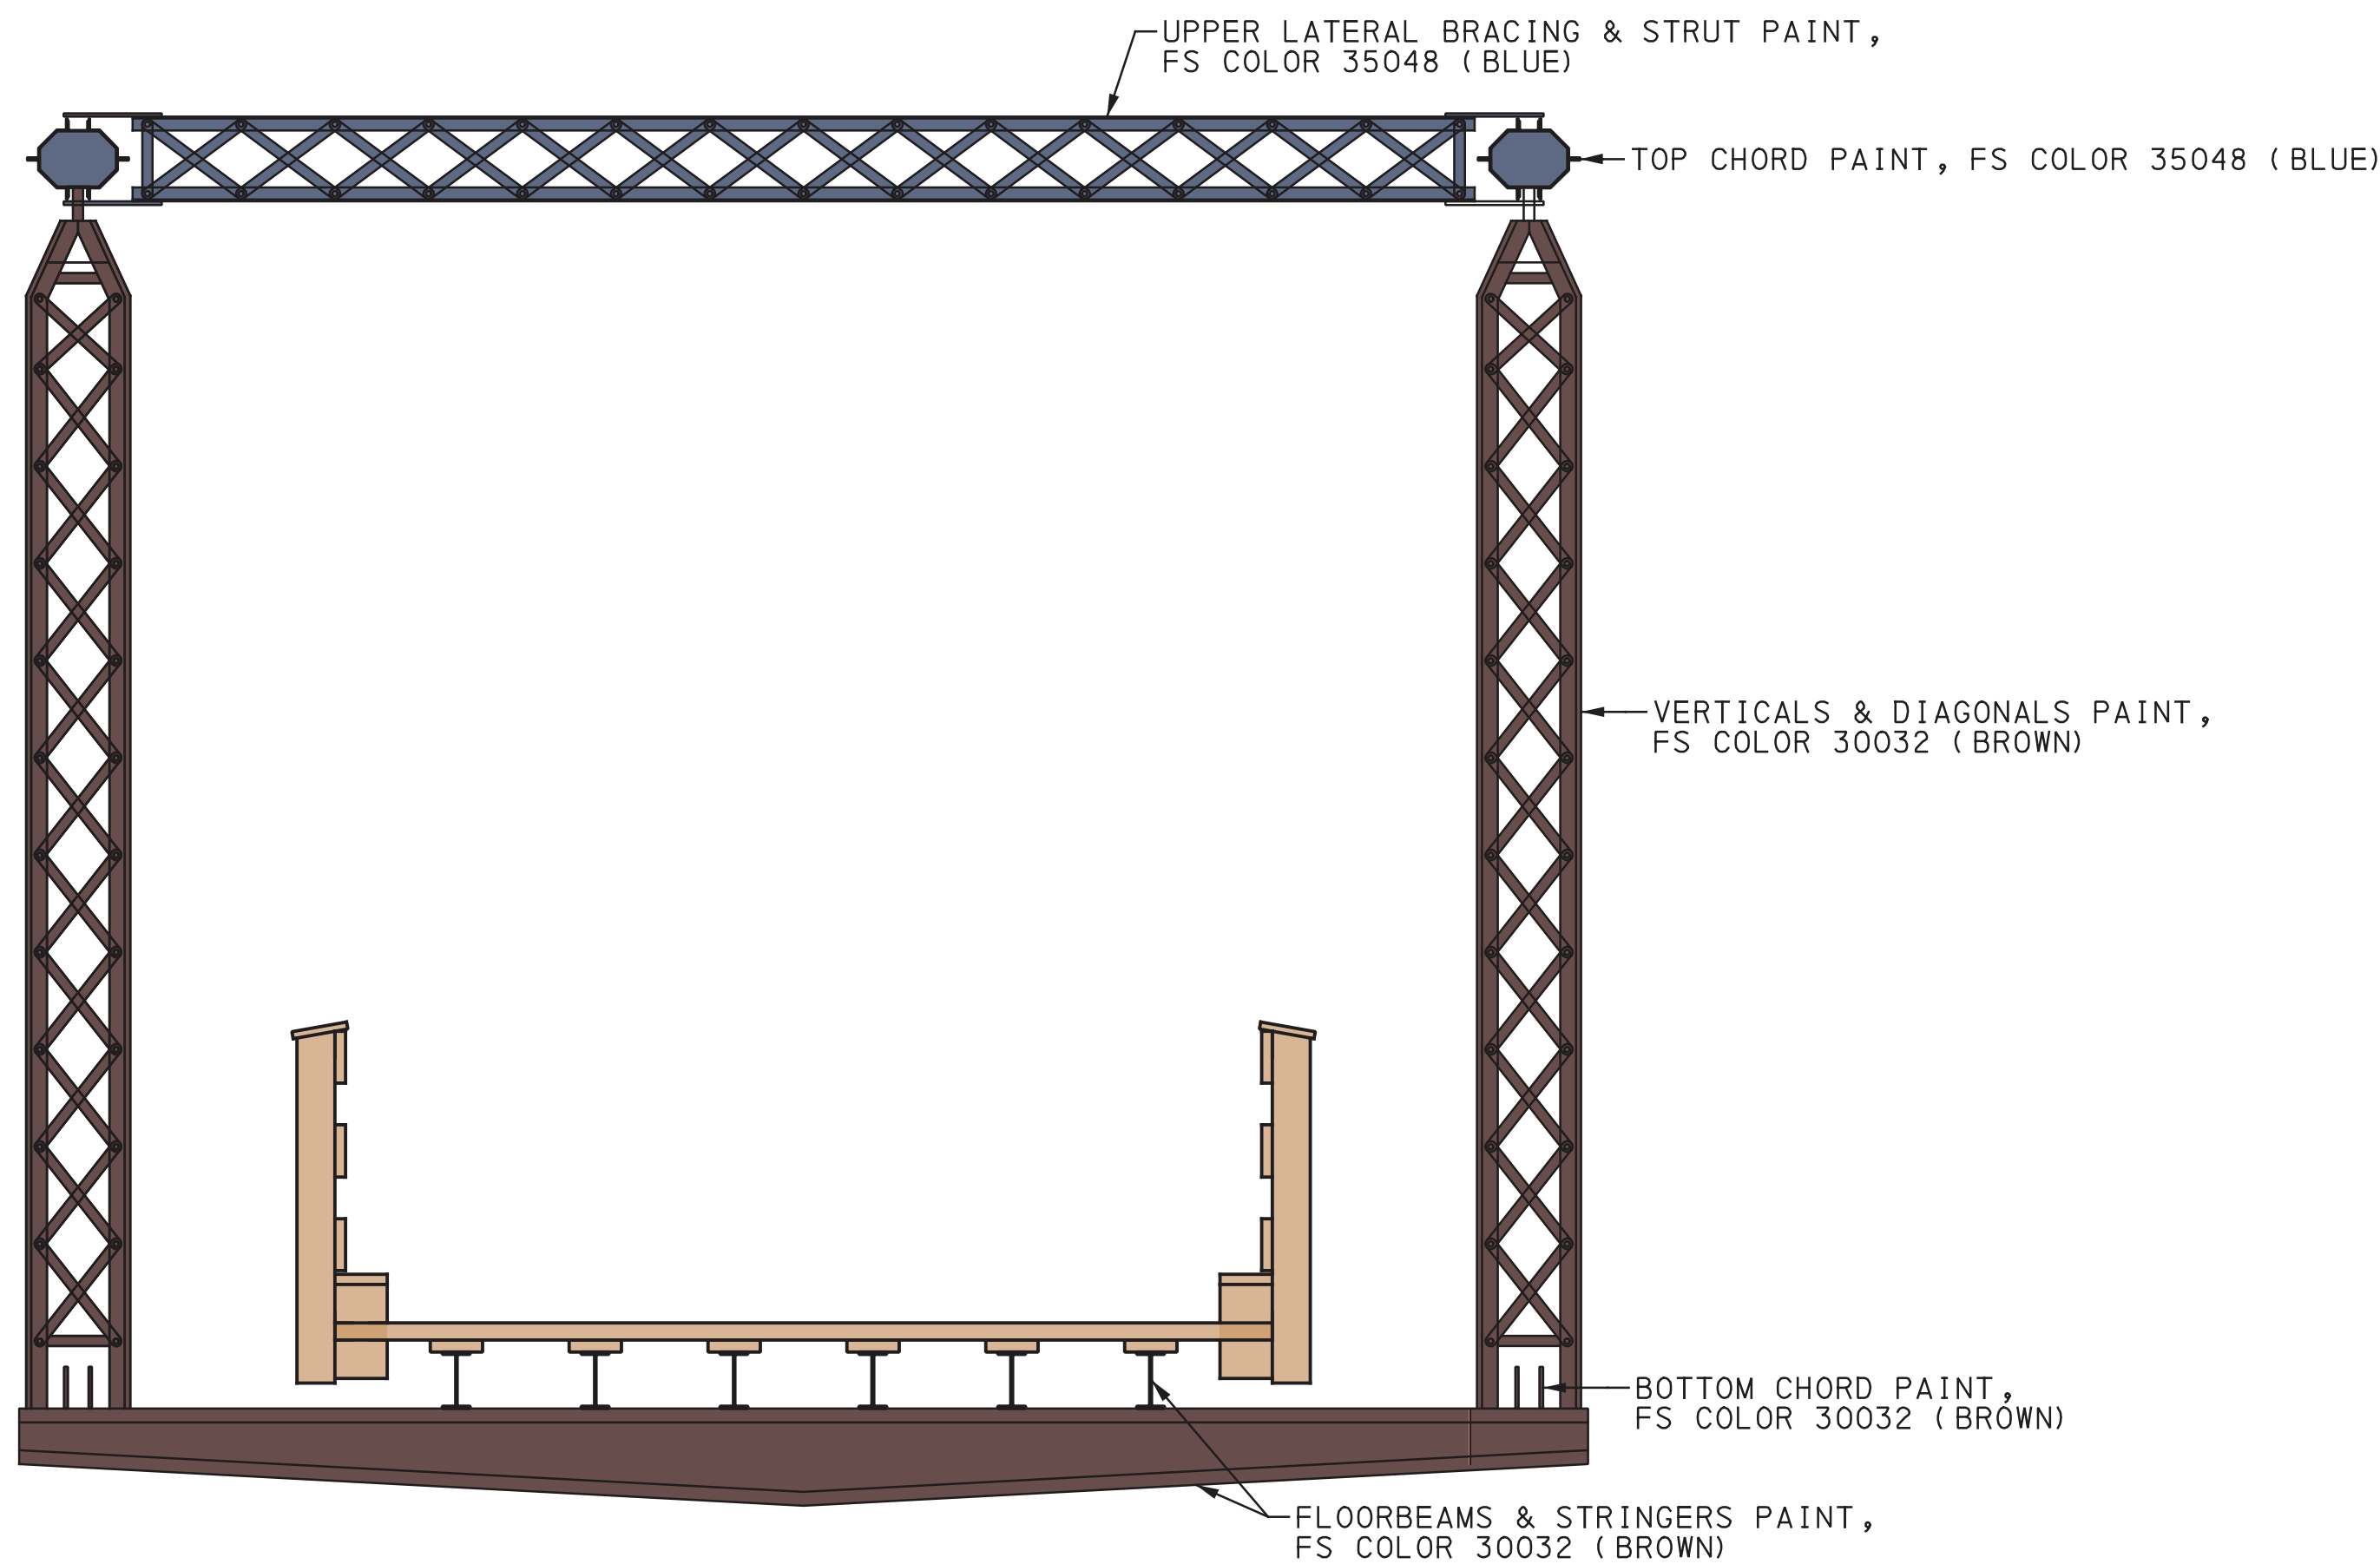 UPPER LATERAL BRACING & STRUT PAINT,
FS COLOR 35048 (BLUE)
TOP CHORD PAINT, FS COLOR 35048 (BLUE)
VERTICALS & DIAGONALS PAINT,
FS COLOR 30032 (BROWN)
BOTTOM CHORD PAINT,
FS COLOR 30032 (BROWN)
FLOORBEAMS & STRINGERS PAINT,
FS COLOR 30032 (BROWN)